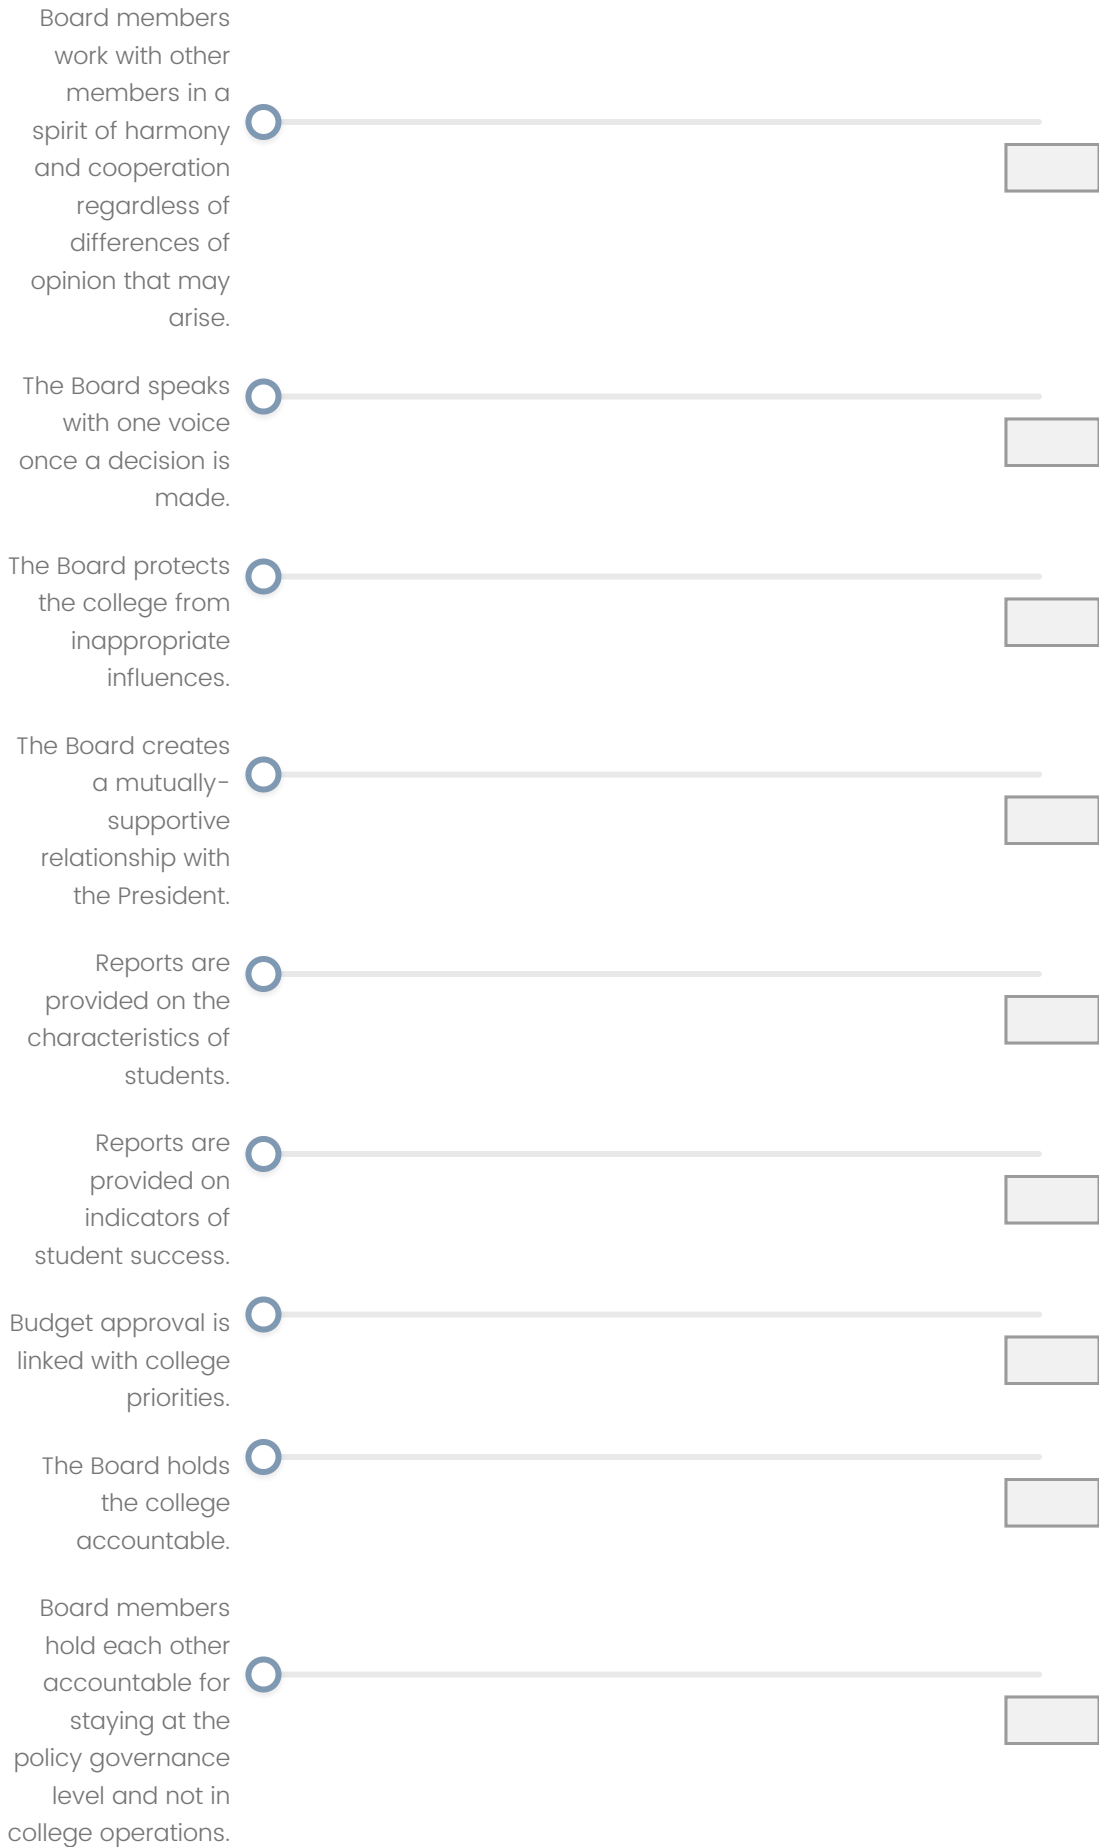 Board members
work with other
members in a
spirit of harmony
and cooperation
regardless of
differences of
opinion that may
arise.
The Board speaks
with one voice
once a decision is
made.
The Board protects
the college from
inappropriate
influences.
The Board creates
a mutually-
supportive
relationship with
the President.
Reports are
provided on the
characteristics of
students.
Reports are
provided on
indicators of
student success.
Budget approval is
linked with college
priorities.
The Board holds
the college
accountable.
Board members
hold each other
accountable for
staying at the
policy governance
level and not in
college operations.